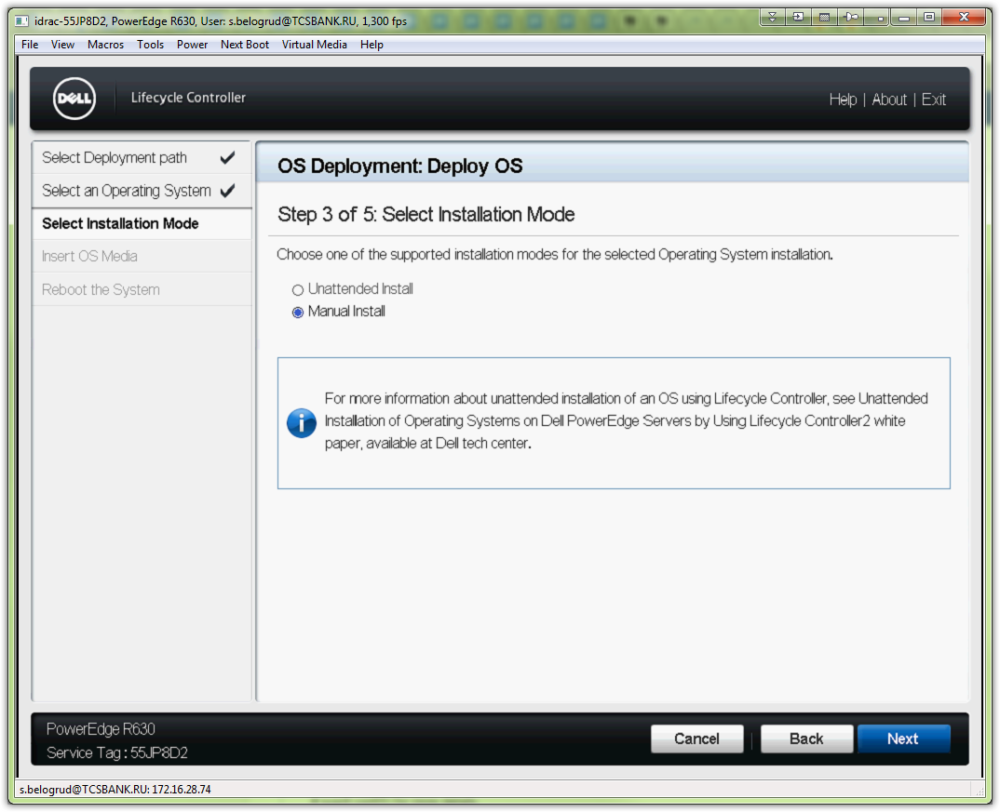 idrac-55JP8D2, PowerEdge R630, User: s.belogrud@TCSBANK.RU, 1,300 fps
File View Macros Tools Power Next Boot Virtual Media Help
DELL Lifecycle Controller
Help | About | Exit
Select Deployment path
Select an Operating System
Select Installation Mode
Insert OS Media
Reboot the System
OS Deployment: Deploy OS
Step 3 of 5: Select Installation Mode
Choose one of the supported installation modes for the selected Operating System installation.
Unattended Install
Manual Install
For more information about unattended installation of an OS using Lifecycle Controller, see Unattended
Installation of Operating Systems on Dell PowerEdge Servers by Using Lifecycle Controller2 white
paper, available at Dell tech center.
PowerEdge R630
Service Tag : 55JP8D2
Cancel | Back Next
s.belogrud@TCSBANK.RU: 172.16.28.74